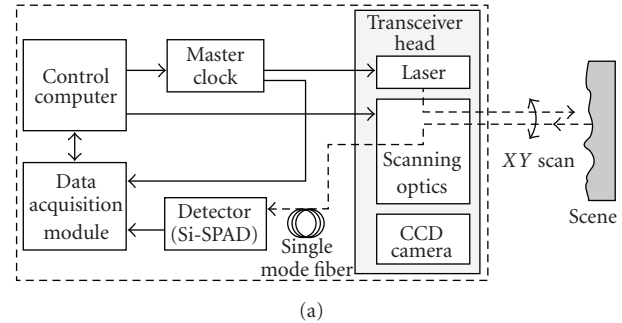 Transceiver
head
Control
computer
Master
clock
Laser
Scanning
optics
XY scan
Scene
Data
acquisition
module
Detector
(Si-SPAD)
Single
mode fiber
CCD
camera
(a)